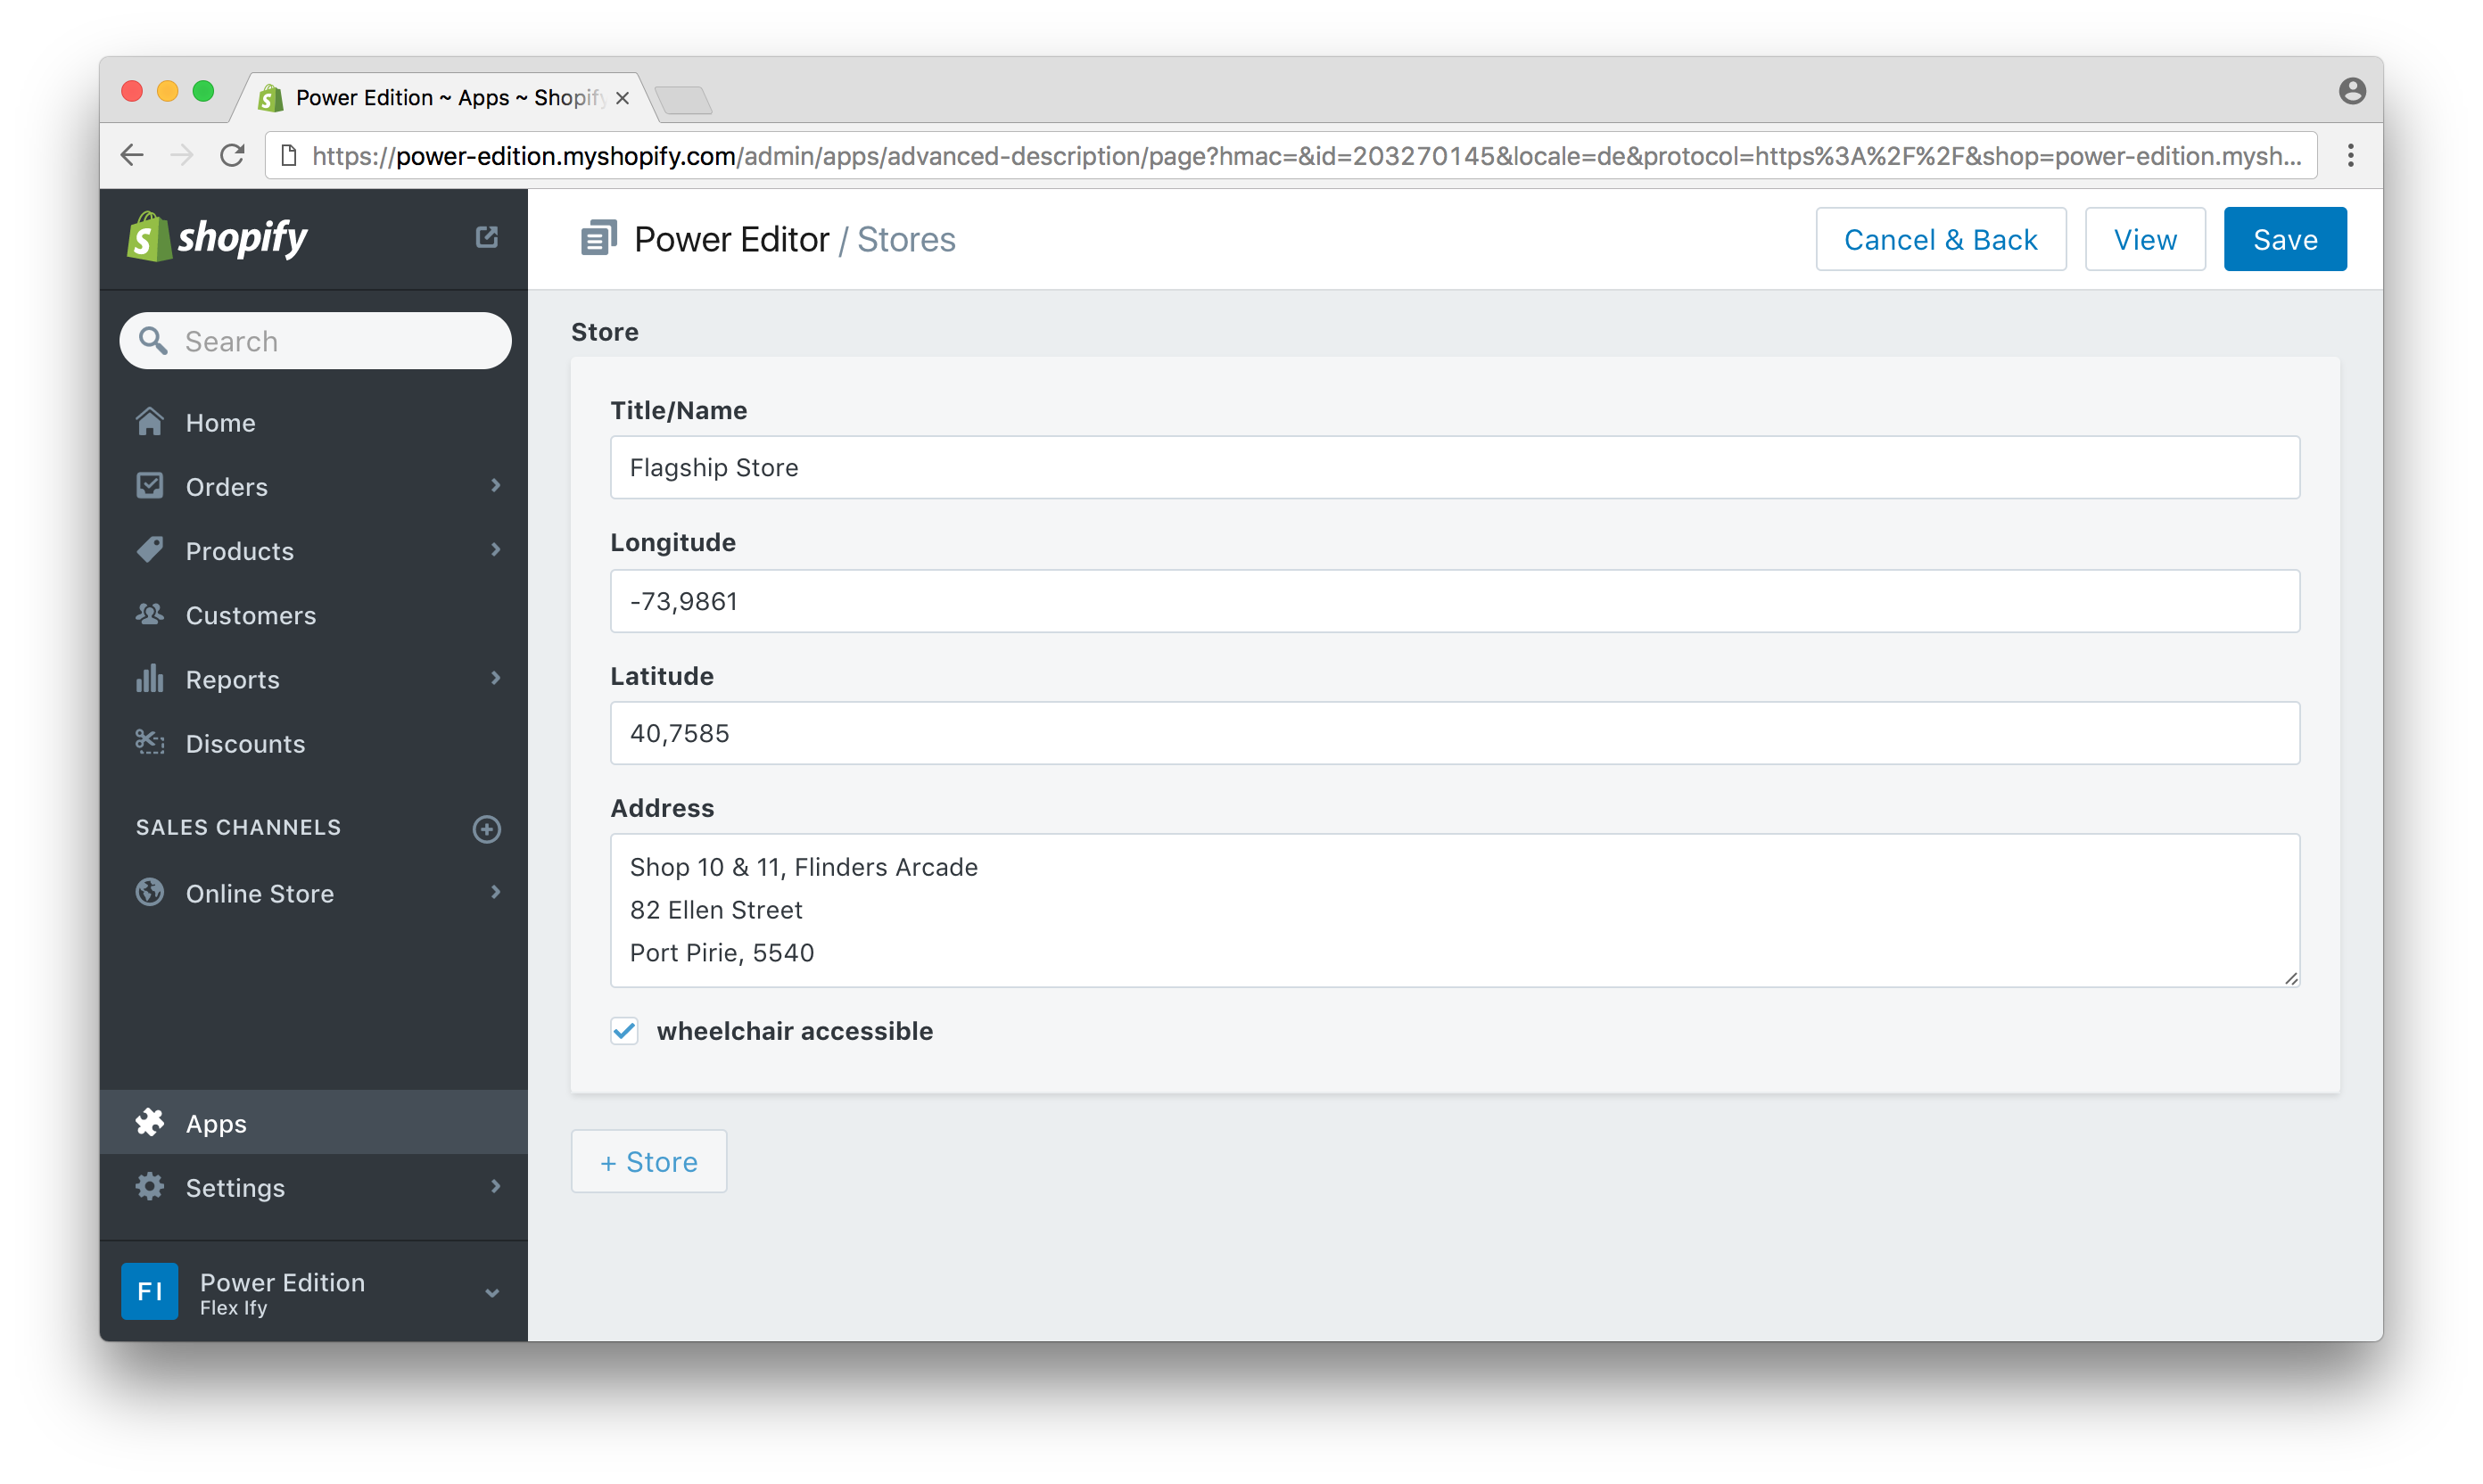 Power Edition ~ Apps ~ Shopify
https://power-edition.myshopify.com/admin/apps/advanced-description/page?hmac=&id=203270145&locale=de&protocol=https%3A%2F%2F&shop=power-edition.mysh...
shopify
Power Editor / Stores
Cancel & Back
View
Save
Search
Home
Orders
Products
Customers
Reports
Discounts
SALES CHANNELS
Online Store
Apps
Settings
FI
Power Edition
Flex Ify
Store
Title/Name
Flagship Store
Longitude
-73,9861
Latitude
40,7585
Address
Shop 10 & 11, Flinders Arcade
82 Ellen Street
Port Pirie, 5540
wheelchair accessible
+ Store